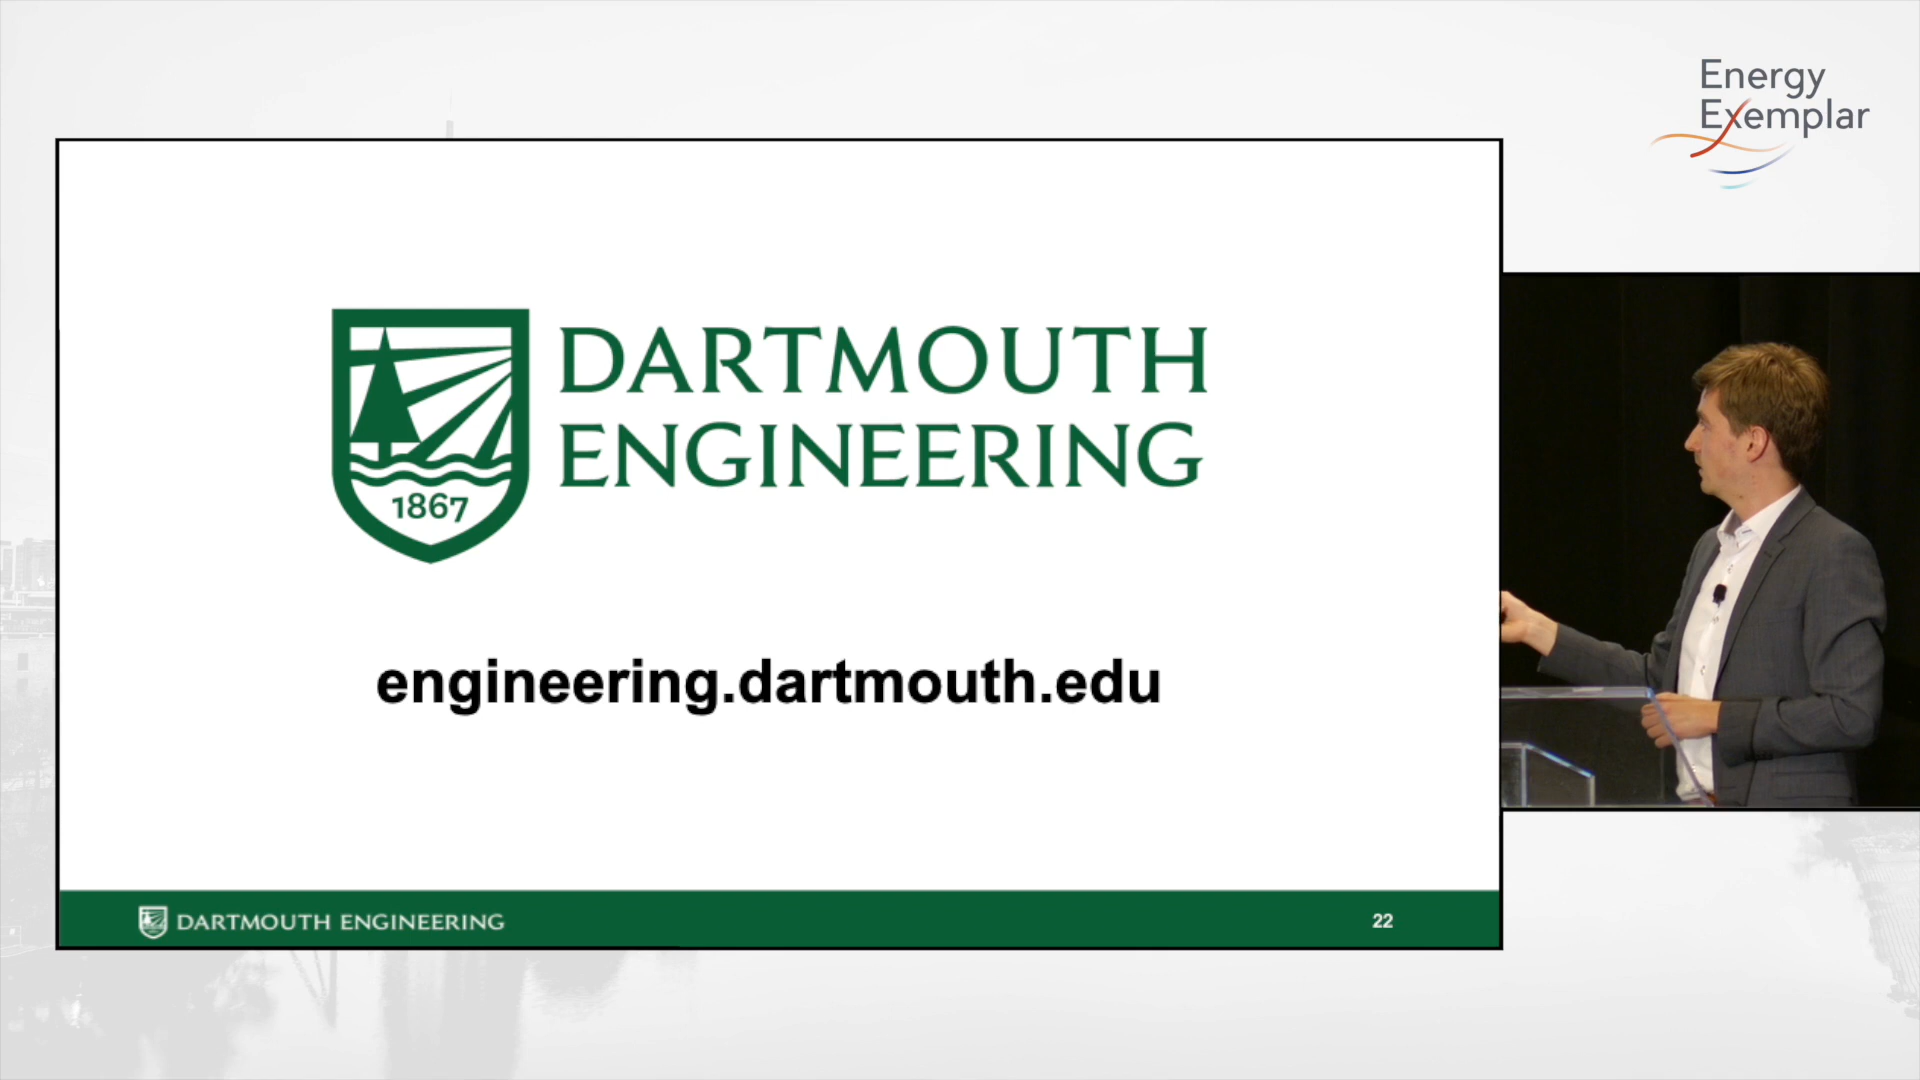 Energy
Exemplar
DARTMOUTH
ENGINEERING
1867
engineering.dartmouth.edu
DARTMOUTH ENGINEERING
22